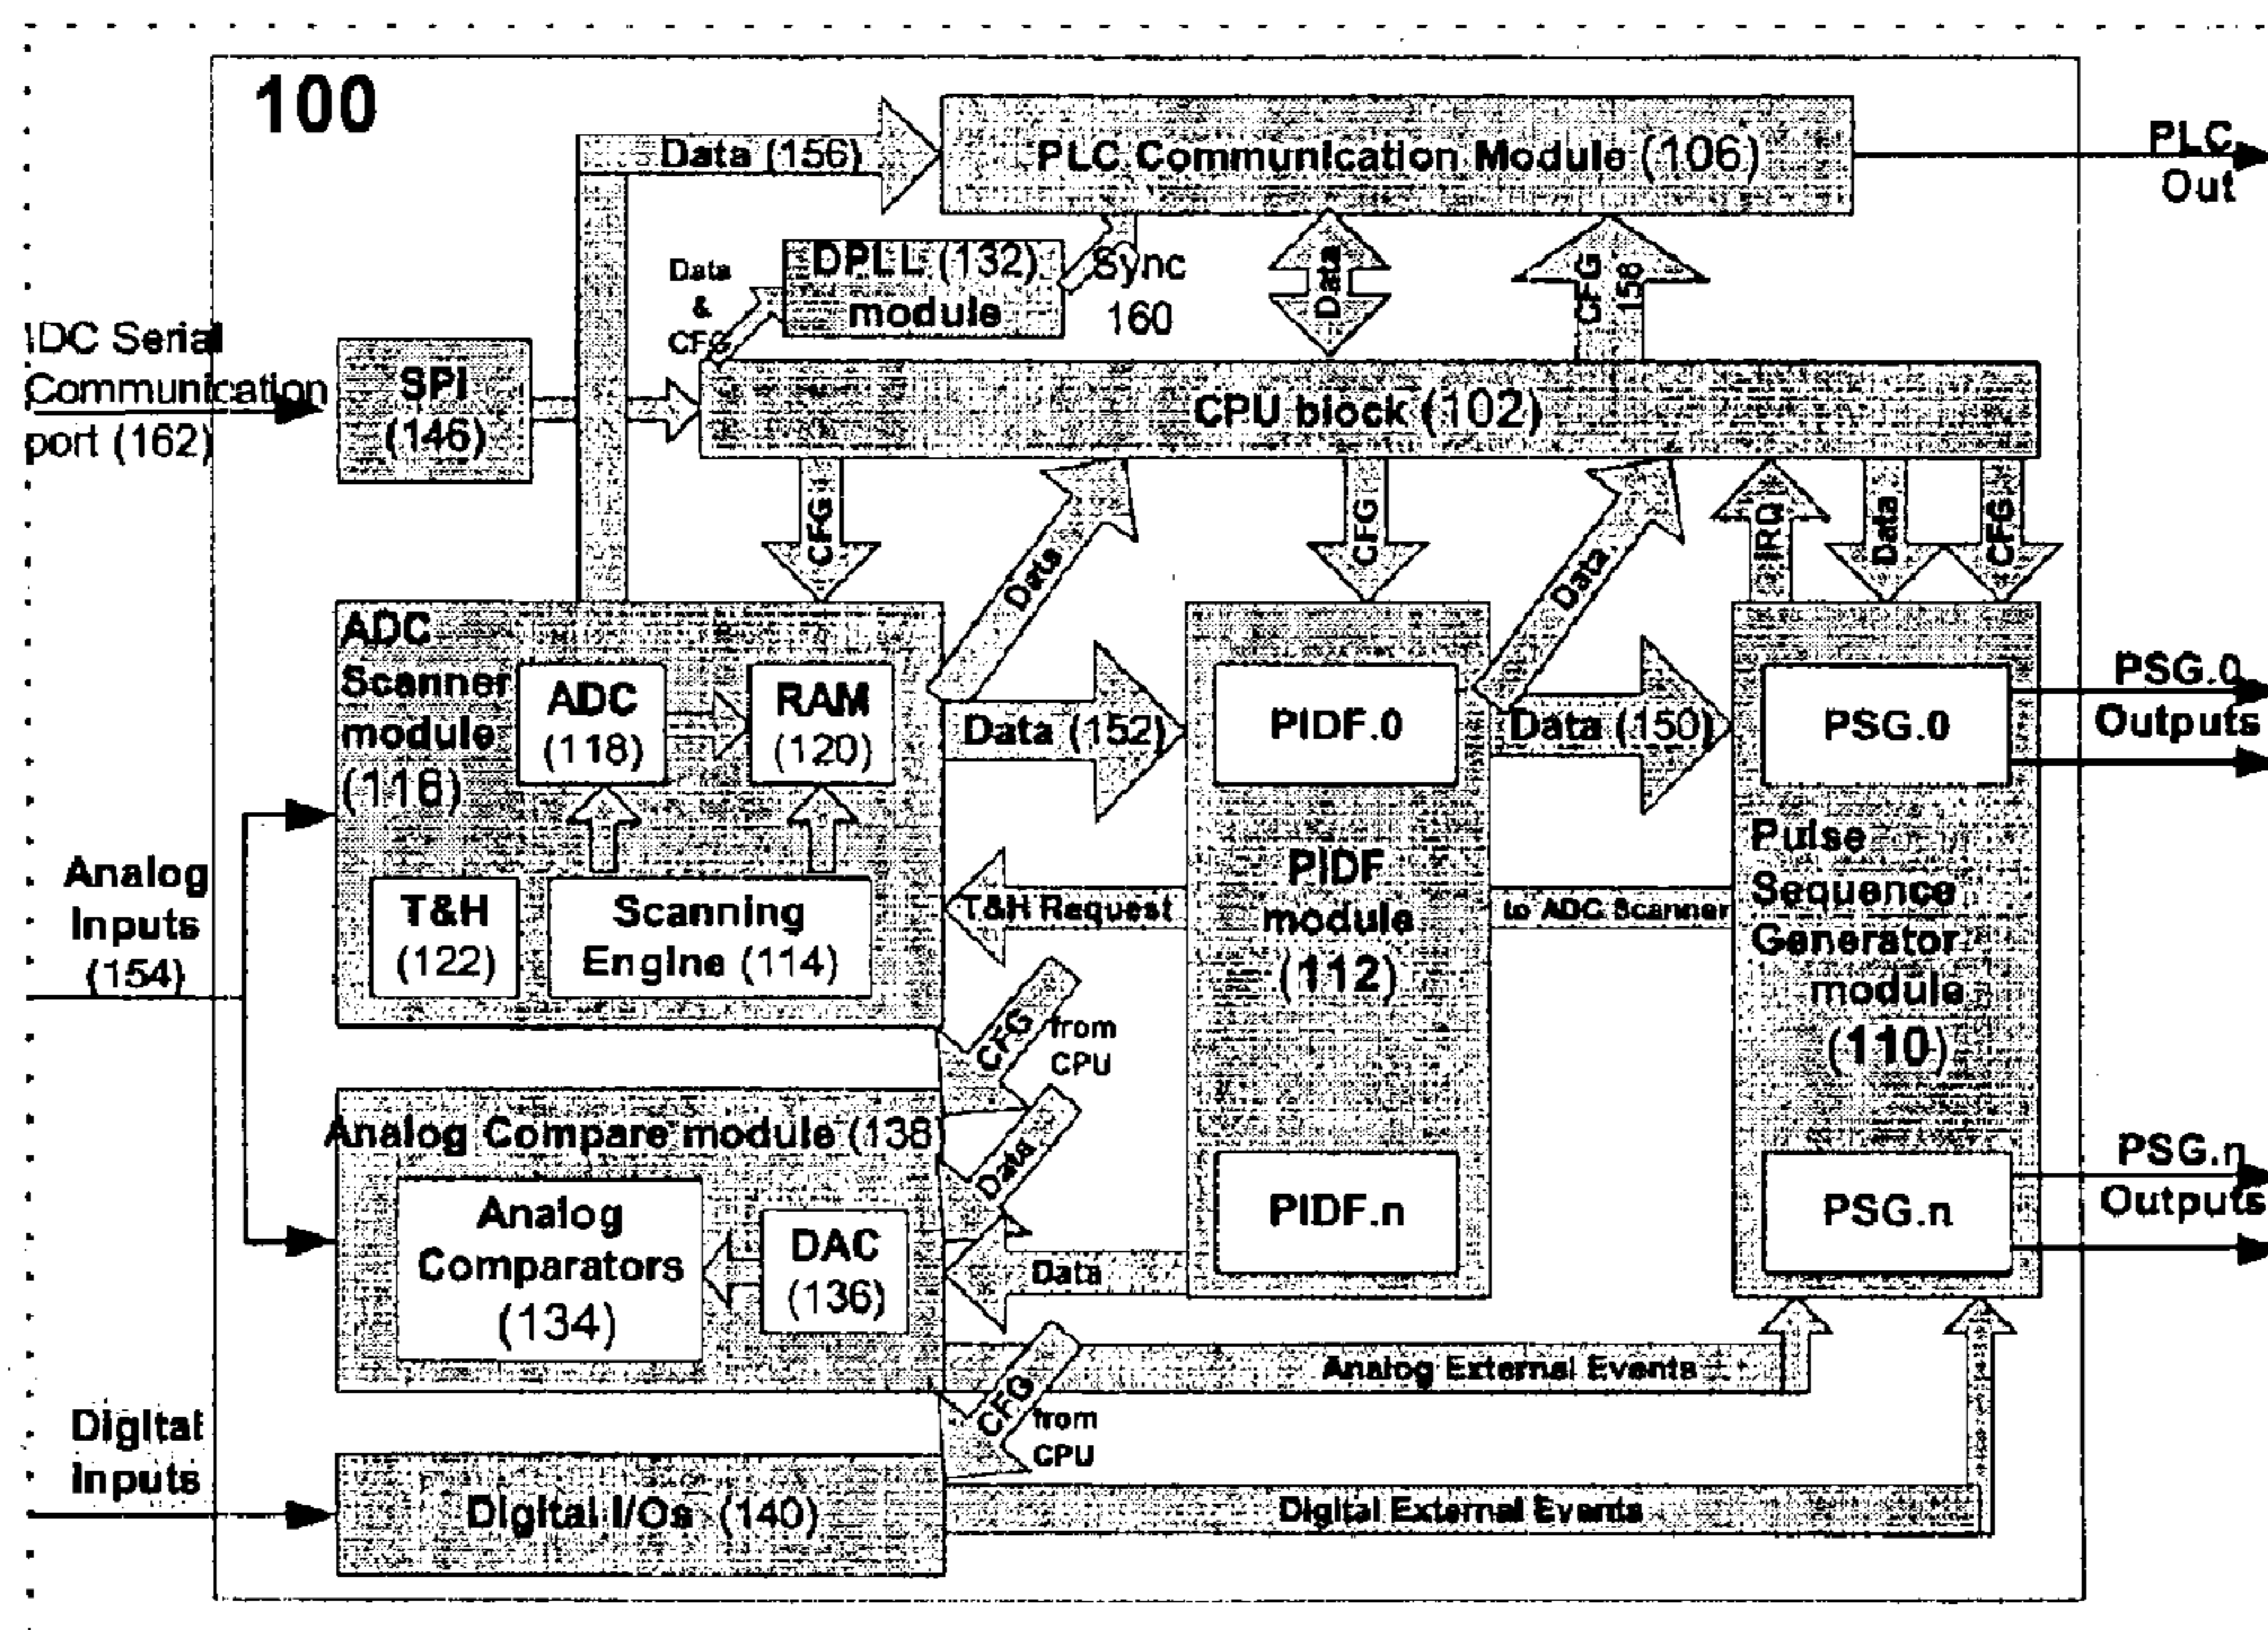 100
Data (156)
PLC Communication Module (106)
PLC
Out
Data
&
CFG
DPLL (132)
module
Sync
160
Data
CFG
158
IDC Serial
Communication
port (162)
SPI
(146)
CPU block (102)
CFG
Data
CFG
Data
IRQ
Data
CFG
ADC
Scanner
module
(116)
ADC
(118)
RAM
(120)
Data (152)
PIDF.0
Data (150)
PSG.0
PSG.0
Outputs
T&H
(122)
Scanning
Engine (114)
T&H Request
PIDF
module
(112)
to ADC Scanner
Pulse
Sequence
Generator
module
(110)
Analog
Inputs
(154)
CFG
from
CPU
Analog Compare module (138)
Analog
Comparators
(134)
DAC
(136)
Data
Data
PIDF.n
PSG.n
PSG.n
Outputs
Analog External Events
CFG
from
CPU
Digital
Inputs
Digital I/Os (140)
Digital External Events